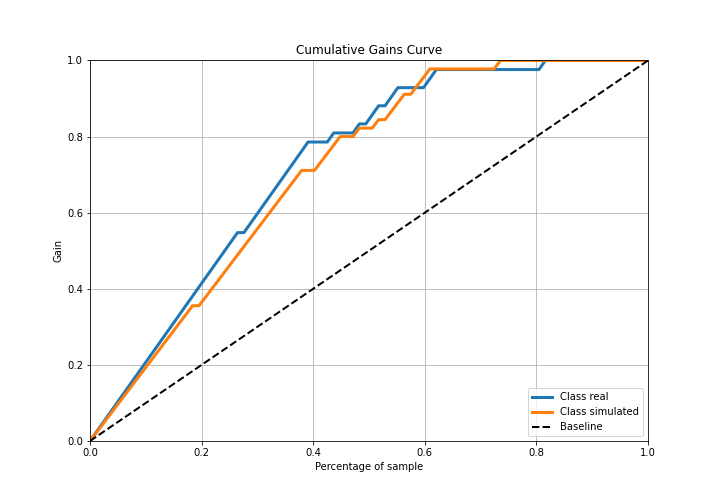 Cumulative Gains Curve
1.0
0.8
0.6
0.4
0.2
0.0
Gain
0.0 0.2 0.4 0.6 0.8 1.0
Percentage of sample
Class real
Class simulated
Baseline